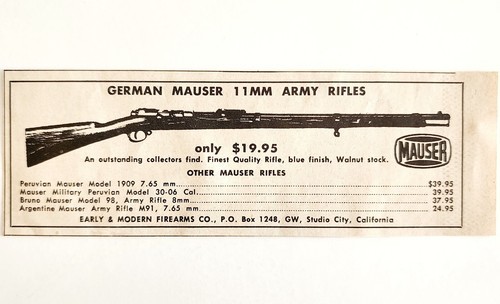 GERMAN MAUSER 11MM ARMY RIFLES
only $19.95
An outstanding collectors find. Finest Quality Rifle, blue finish, Walnut stock.
MAUSER
OTHER MAUSER RIFLES
Peruvian Mauser Model 1909 7.65 mm......$39.95
Mauser Military Peruvian Model 30-06 Cal......39.95
Bruno Mauser Model 98, Army Rifle 8mm......37.95
Argentine Mauser Army Rifle M91, 7.65 mm......24.95
EARLY & MODERN FIREARMS CO., P.O. Box 1248, GW, Studio City, California